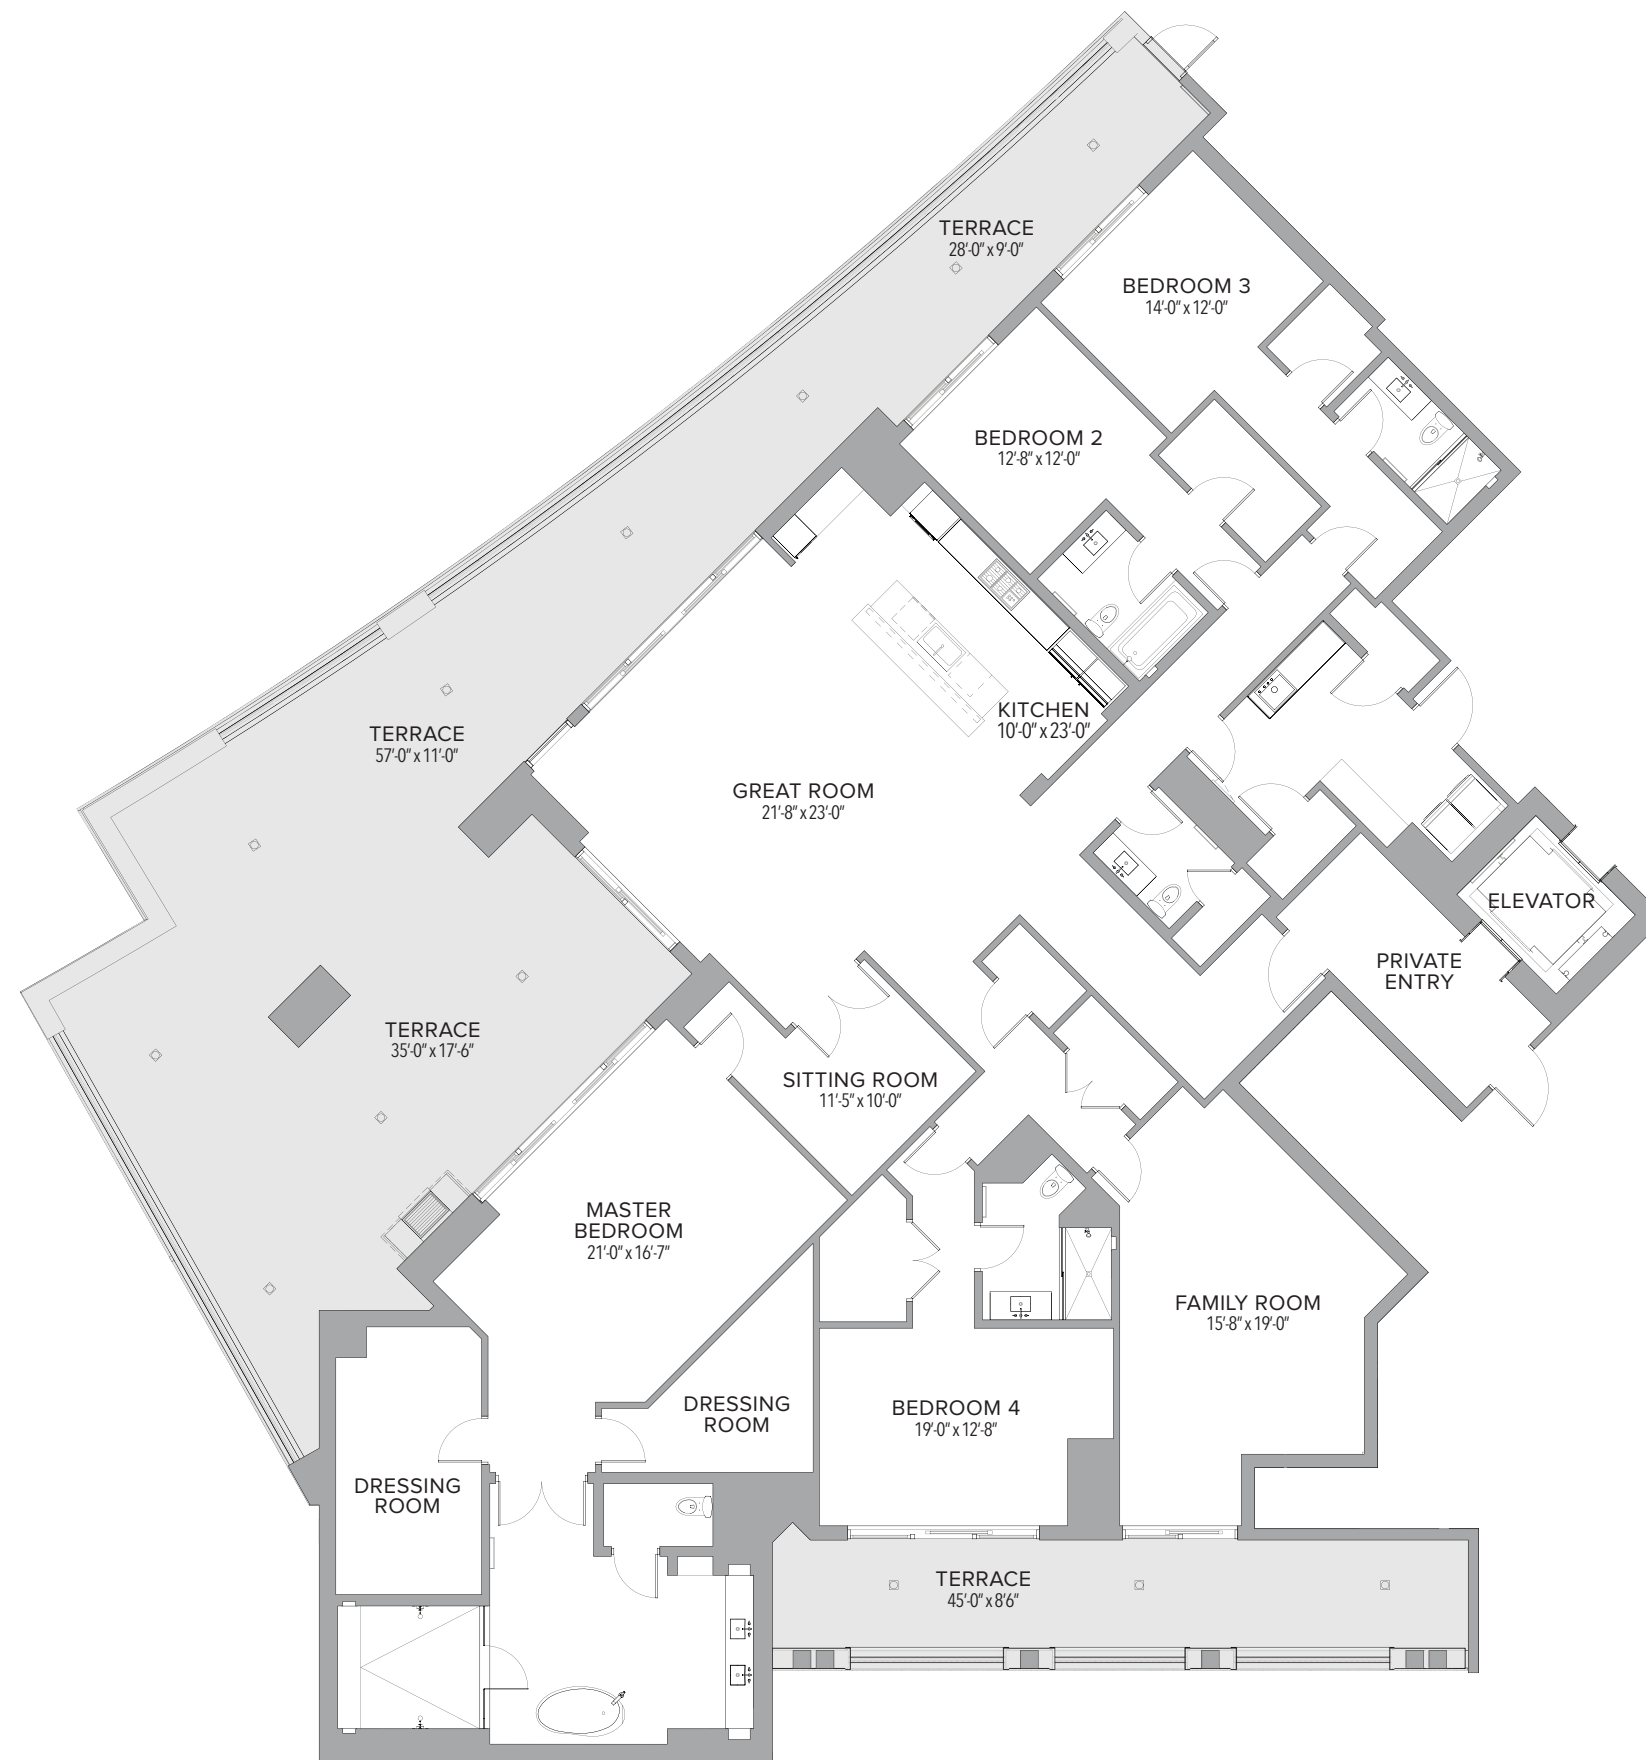 TERRACE
28'-0" x 9'-0"
BEDROOM 3
14'-0" x 12'-0"
BEDROOM 2
12'-8" x 12'-0"
TERRACE
57'-0" x 11'-0"
KITCHEN
10'-0" x 23'-0"
GREAT ROOM
21'-8" x 23'-0"
ELEVATOR
PRIVATE
ENTRY
TERRACE
35'-0" x 17'-6"
SITTING ROOM
11'-5" x 10'-0"
MASTER
BEDROOM
21'-0" x 16'-7"
FAMILY ROOM
15'-8" x 19'-0"
DRESSING
ROOM
BEDROOM 4
19'-0" x 12'-8"
DRESSING
ROOM
TERRACE
45'-0" x 8'6"